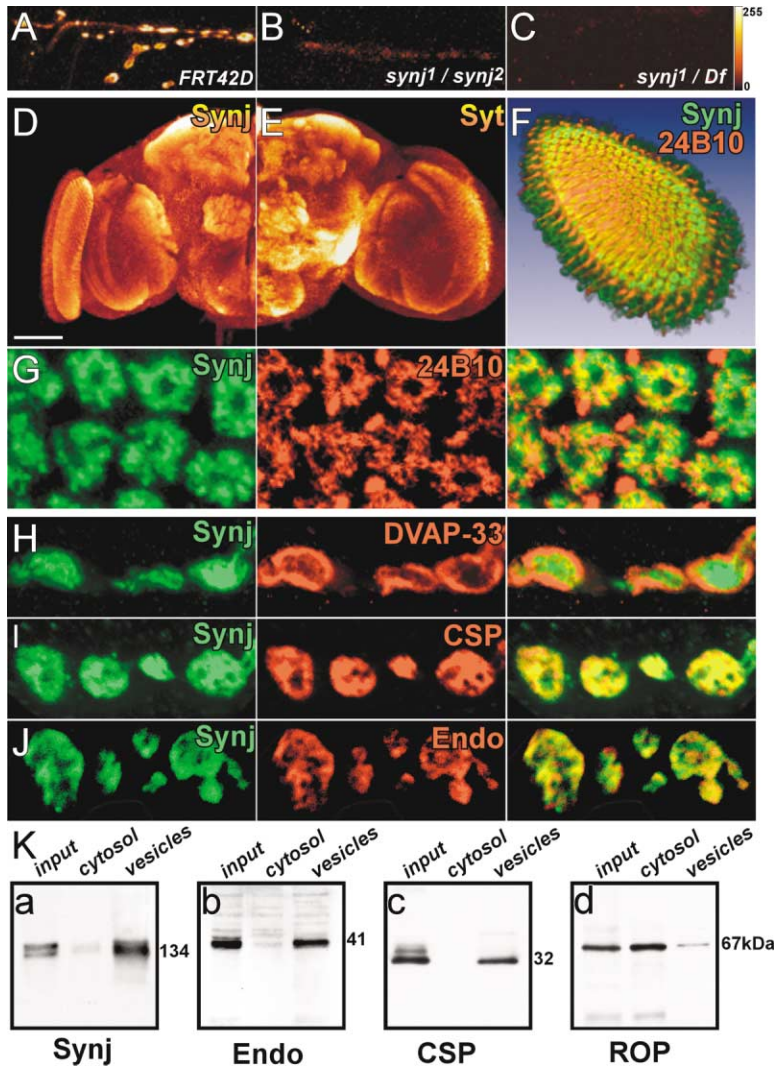 A
FRT42D
B
synj1 / synj2
C
synj1 / Df
255
0
D
Synj
E
Syt
F
Synj
24B10
G
Synj
24B10
H
Synj
DVAP-33
I
Synj
CSP
J
Synj
Endo
K
input cytosol vesicles
input cytosol vesicles
input cytosol vesicles
input cytosol vesicles
a
134
b
41
c
32
d
67kDa
Synj
Endo
CSP
ROP